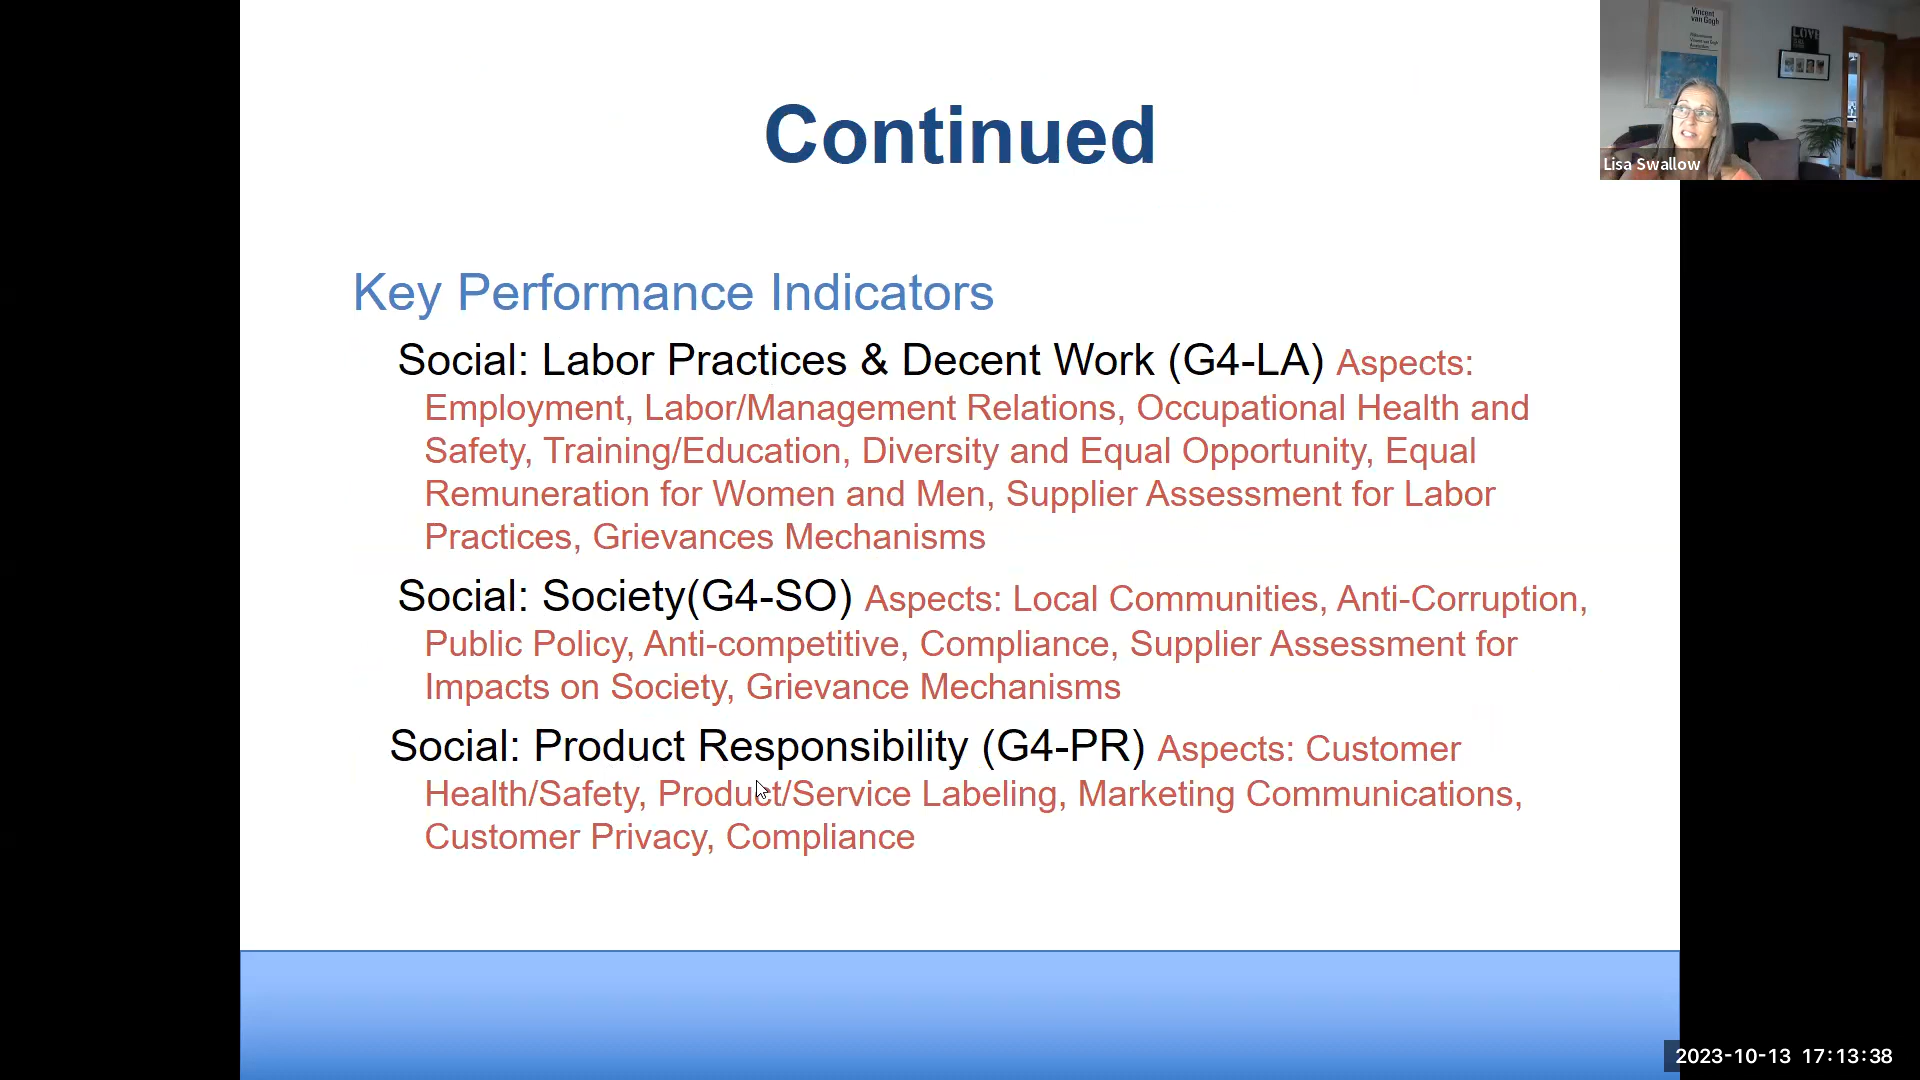 Continued
Key Performance Indicators
Social: Labor Practices & Decent Work (G4-LA) Aspects:
Employment, Labor/Management Relations, Occupational Health and
Safety, Training/Education, Diversity and Equal Opportunity, Equal
Remuneration for Women and Men, Supplier Assessment for Labor
Practices, Grievances Mechanisms
Social: Society(G4-SO) Aspects: Local Communities, Anti-Corruption,
Public Policy, Anti-competitive, Compliance, Supplier Assessment for
Impacts on Society, Grievance Mechanisms
Social: Product Responsibility (G4-PR) Aspects: Customer
Health/Safety, Product/Service Labeling, Marketing Communications,
Customer Privacy, Compliance
Vincent
van Gogh
LOVE
Lisa Swallow
2023-10-13 17:13:38